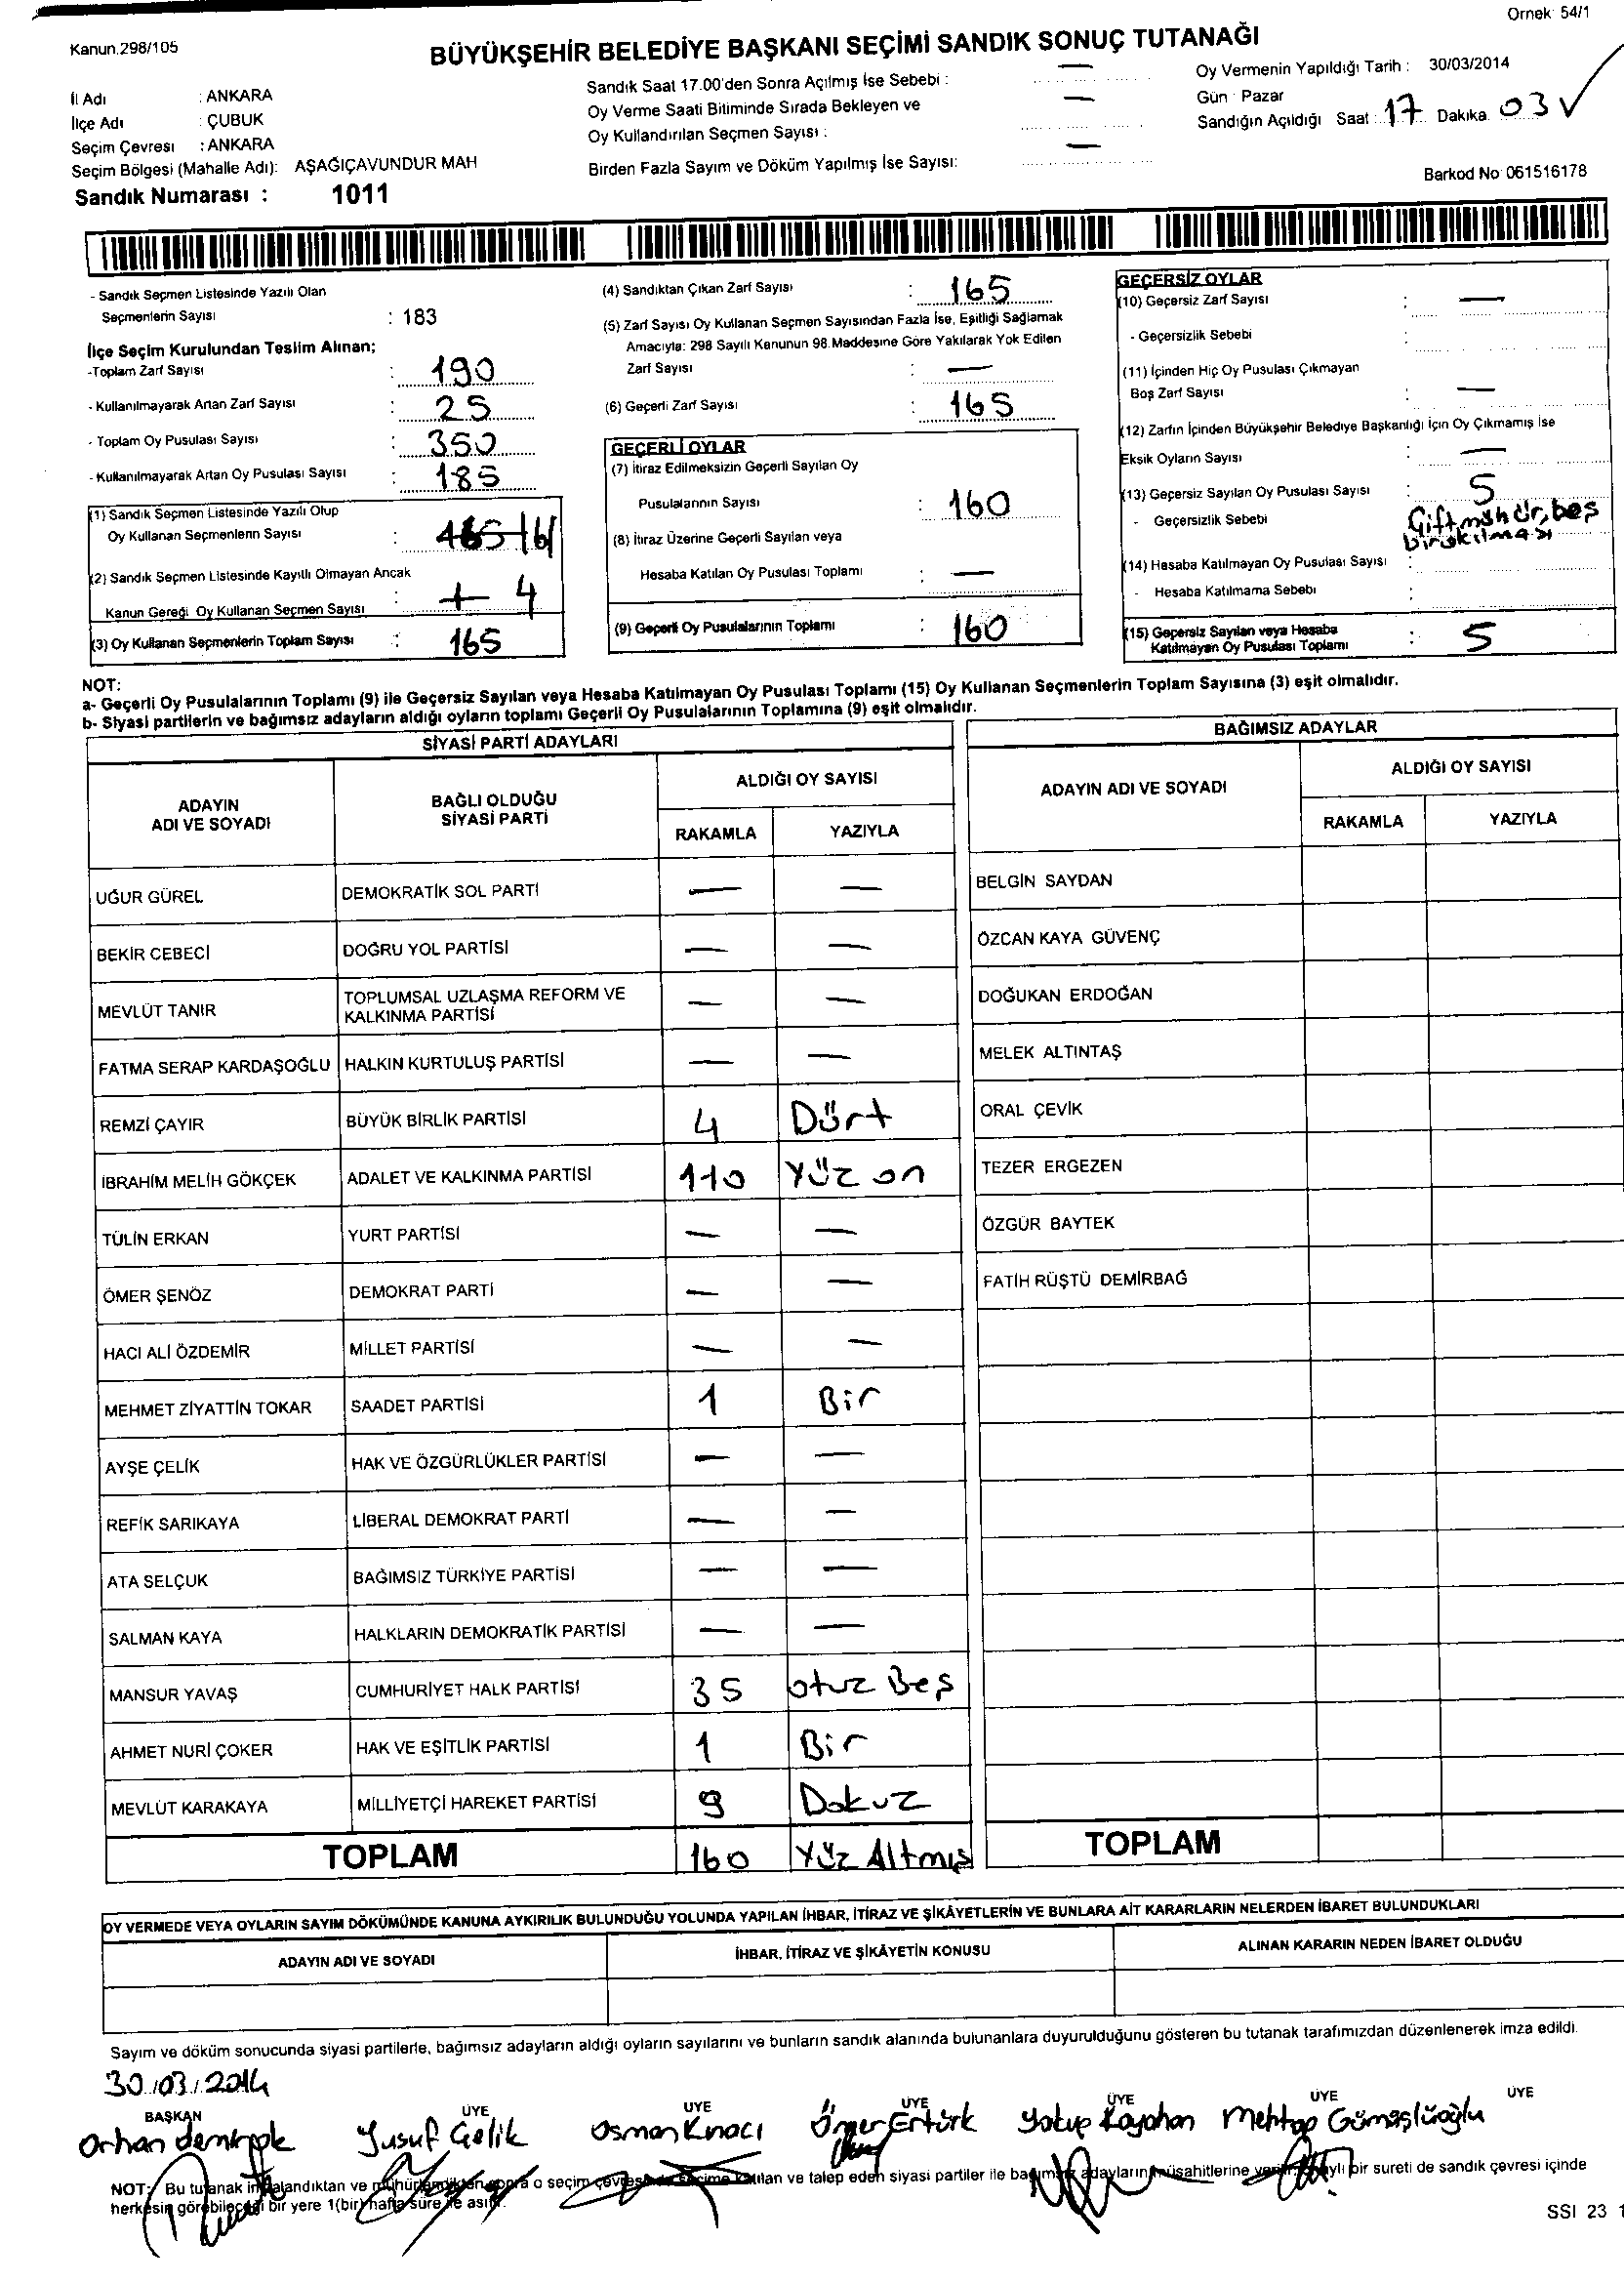 Ornek: 54/1
Kanun.298/105
BÜYÜKŞEHİR BELEDİYE BAŞKANI SEÇİMİ SANDIK SONUÇ TUTANAĞI
İl Adı : ANKARA
İlçe Adı : ÇUBUK
Seçim Çevresi : ANKARA
Seçim Bölgesi (Mahalle Adı): AŞAĞIÇAVUNDUR MAH
Sandık Numarası : 1011
Sandık Saat 17.00'den Sonra Açılmış İse Sebebi : —
Oy Verme Saati Bitiminde Sırada Bekleyen ve —
Oy Kullandırılan Seçmen Sayısı :
Birden Fazla Sayım ve Döküm Yapılmış İse Sayısı: —
Oy Vermenin Yapıldığı Tarih : 30/03/2014
Gün : Pazar
Sandığın Açıldığı Saat : 17 Dakika 03
Barkod No 061516178
- Sandık Seçmen Listesinde Yazılı Olan
Seçmenlerin Sayısı : 183
İlçe Seçim Kurulundan Teslim Alınan;
-Toplam Zarf Sayısı : 190
- Kullanılmayarak Artan Zarf Sayısı : 25
- Toplam Oy Pusulası Sayısı : 350
- Kullanılmayarak Artan Oy Pusulası Sayısı : 185
(1) Sandık Seçmen Listesinde Yazılı Olup
Oy Kullanan Seçmenlerin Sayısı : 165 161
(2) Sandık Seçmen Listesinde Kayıtlı Olmayan Ancak
Kanun Gereği Oy Kullanan Seçmen Sayısı : + 4
(3) Oy Kullanan Seçmenlerin Toplam Sayısı : 165
(4) Sandıktan Çıkan Zarf Sayısı : 165
(5) Zarf Sayısı Oy Kullanan Seçmen Sayısından Fazla İse, Eşitliği Sağlamak
Amacıyla: 298 Sayılı Kanunun 98.Maddesine Göre Yakılarak Yok Edilen
Zarf Sayısı : —
(6) Geçerli Zarf Sayısı : 165
GEÇERLİ OYLAR
(7) İtiraz Edilmeksizin Geçerli Sayılan Oy
Pusulalarının Sayısı : 160
(8) İtiraz Üzerine Geçerli Sayılan veya
Hesaba Katılan Oy Pusulası Toplamı : —
(9) Geçerli Oy Pusulalarının Toplamı : 160
GEÇERSİZ OYLAR
(10) Geçersiz Zarf Sayısı : —
- Geçersizlik Sebebi :
(11) İçinden Hiç Oy Pusulası Çıkmayan
Boş Zarf Sayısı : —
(12) Zarfın İçinden Büyükşehir Belediye Başkanlığı İçin Oy Çıkmamış İse
Eksik Oyların Sayısı : —
(13) Geçersiz Sayılan Oy Pusulası Sayısı : 5
- Geçersizlik Sebebi Çift mühür, boş
bırakılması
(14) Hesaba Katılmayan Oy Pusulası Sayısı :
- Hesaba Katılmama Sebebi :
(15) Geçersiz Sayılan veya Hesaba
Katılmayan Oy Pusulası Toplamı : 5
NOT:
a- Geçerli Oy Pusulalarının Toplamı (9) ile Geçersiz Sayılan veya Hesaba Katılmayan Oy Pusulası Toplamı (15) Oy Kullanan Seçmenlerin Toplam Sayısına (3) eşit olmalıdır.
b- Siyasi partilerin ve bağımsız adayların aldığı oyların toplamı Geçerli Oy Pusulalarının Toplamına (9) eşit olmalıdır.
SİYASİ PARTİ ADAYLARI
ADAYIN
ADI VE SOYADI
BAĞLI OLDUĞU
SİYASİ PARTİ
ALDIĞI OY SAYISI
RAKAMLA YAZIYLA
UĞUR GÜREL DEMOKRATİK SOL PARTİ — —
BEKİR CEBECİ DOĞRU YOL PARTİSİ — —
MEVLÜT TANIR TOPLUMSAL UZLAŞMA REFORM VE KALKINMA PARTİSİ — —
FATMA SERAP KARDAŞOĞLU HALKIN KURTULUŞ PARTİSİ — —
REMZİ ÇAYIR BÜYÜK BİRLİK PARTİSİ 4 Dört
İBRAHİM MELİH GÖKÇEK ADALET VE KALKINMA PARTİSİ 110 Yüz on
TÜLİN ERKAN YURT PARTİSİ — —
ÖMER ŞENÖZ DEMOKRAT PARTİ — —
HACI ALİ ÖZDEMİR MİLLET PARTİSİ — —
MEHMET ZİYATTİN TOKAR SAADET PARTİSİ 1 Bir
AYŞE ÇELİK HAK VE ÖZGÜRLÜKLER PARTİSİ — —
REFİK SARIKAYA LİBERAL DEMOKRAT PARTİ — —
ATA SELÇUK BAĞIMSIZ TÜRKİYE PARTİSİ — —
SALMAN KAYA HALKLARIN DEMOKRATİK PARTİSİ — —
MANSUR YAVAŞ CUMHURİYET HALK PARTİSİ 35 otuz Beş
AHMET NURİ ÇOKER HAK VE EŞİTLİK PARTİSİ 1 Bir
MEVLÜT KARAKAYA MİLLİYETÇİ HAREKET PARTİSİ 9 Dokuz
TOPLAM 160 Yüz Altmış
BAĞIMSIZ ADAYLAR
ADAYIN ADI VE SOYADI
ALDIĞI OY SAYISI
RAKAMLA YAZIYLA
BELGİN SAYDAN
ÖZCAN KAYA GÜVENÇ
DOĞUKAN ERDOĞAN
MELEK ALTINTAŞ
ORAL ÇEVİK
TEZER ERGEZEN
ÖZGÜR BAYTEK
FATİH RÜŞTÜ DEMİRBAĞ
TOPLAM
OY VERMEDE VEYA OYLARIN SAYIM DÖKÜMÜNDE KANUNA AYKIRILIK BULUNDUĞU YOLUNDA YAPILAN İHBAR, İTİRAZ VE ŞİKÂYETLERİN VE BUNLARA AİT KARARLARIN NELERDEN İBARET BULUNDUKLARI
ADAYIN ADI VE SOYADI İHBAR, İTİRAZ VE ŞİKÂYETİN KONUSU ALINAN KARARIN NEDEN İBARET OLDUĞU
Sayım ve döküm sonucunda siyasi partilerle, bağımsız adayların aldığı oyların sayılarını ve bunların sandık alanında bulunanlara duyurulduğunu gösteren bu tutanak tarafımızdan düzenlenerek imza edildi.
30/03/2014
BAŞKAN ÜYE ÜYE ÜYE ÜYE ÜYE ÜYE
Orhan Yusuf Çelik Osman Kınacı Ömer Ertürk Yakup Kayahan Mehtap Gümüşlüoğlu
NOT: Bu tutanak imzalandıktan ve mühürlendikten sonra o seçim çevresinde seçime katılan ve talep eden siyasi partiler ile bağımsız adayların müşahitlerine verilir. onaylı bir sureti de sandık çevresi içinde
herkesin görebileceği bir yere 1(bir) hafta süre ile asılır.
SSI 23 1